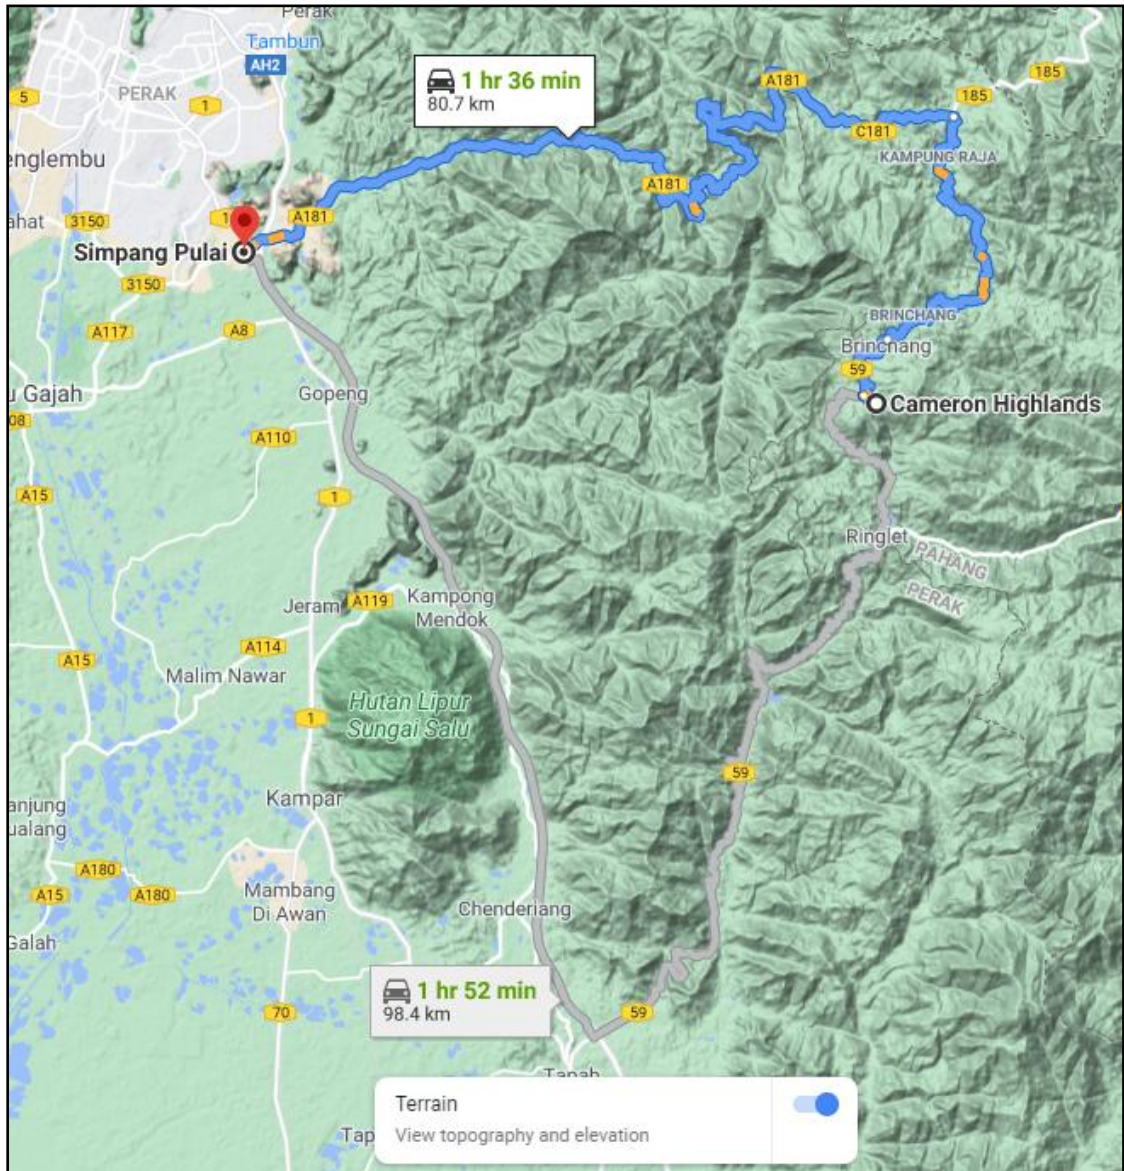 Perak
Tambun
AH2
185
A181
1 hr 36 min
80.7 km
5
PERAK
1
185
C181
englembu
KAMPUNG RAJA
A181
ahat
3150
1
A181
Simpang Pulai
3150
A117
A8
BRINCHANG
Brinchang
59
u Gajah
Gopeng
Cameron Highlands
08
A110
A15
1
Ringlet
PAHANG
PERAK
Jeram
A119
Kampong
Mendok
A114
A15
Malim Nawar
Hutan Lipur
Sungai Salu
1
59
Kampar
anjung
ualang
A180
A15
A180
Mambang
Di Awan
Chenderiang
Galah
1 hr 52 min
98.4 km
70
59
Tapah
Terrain
View topography and elevation
Tap